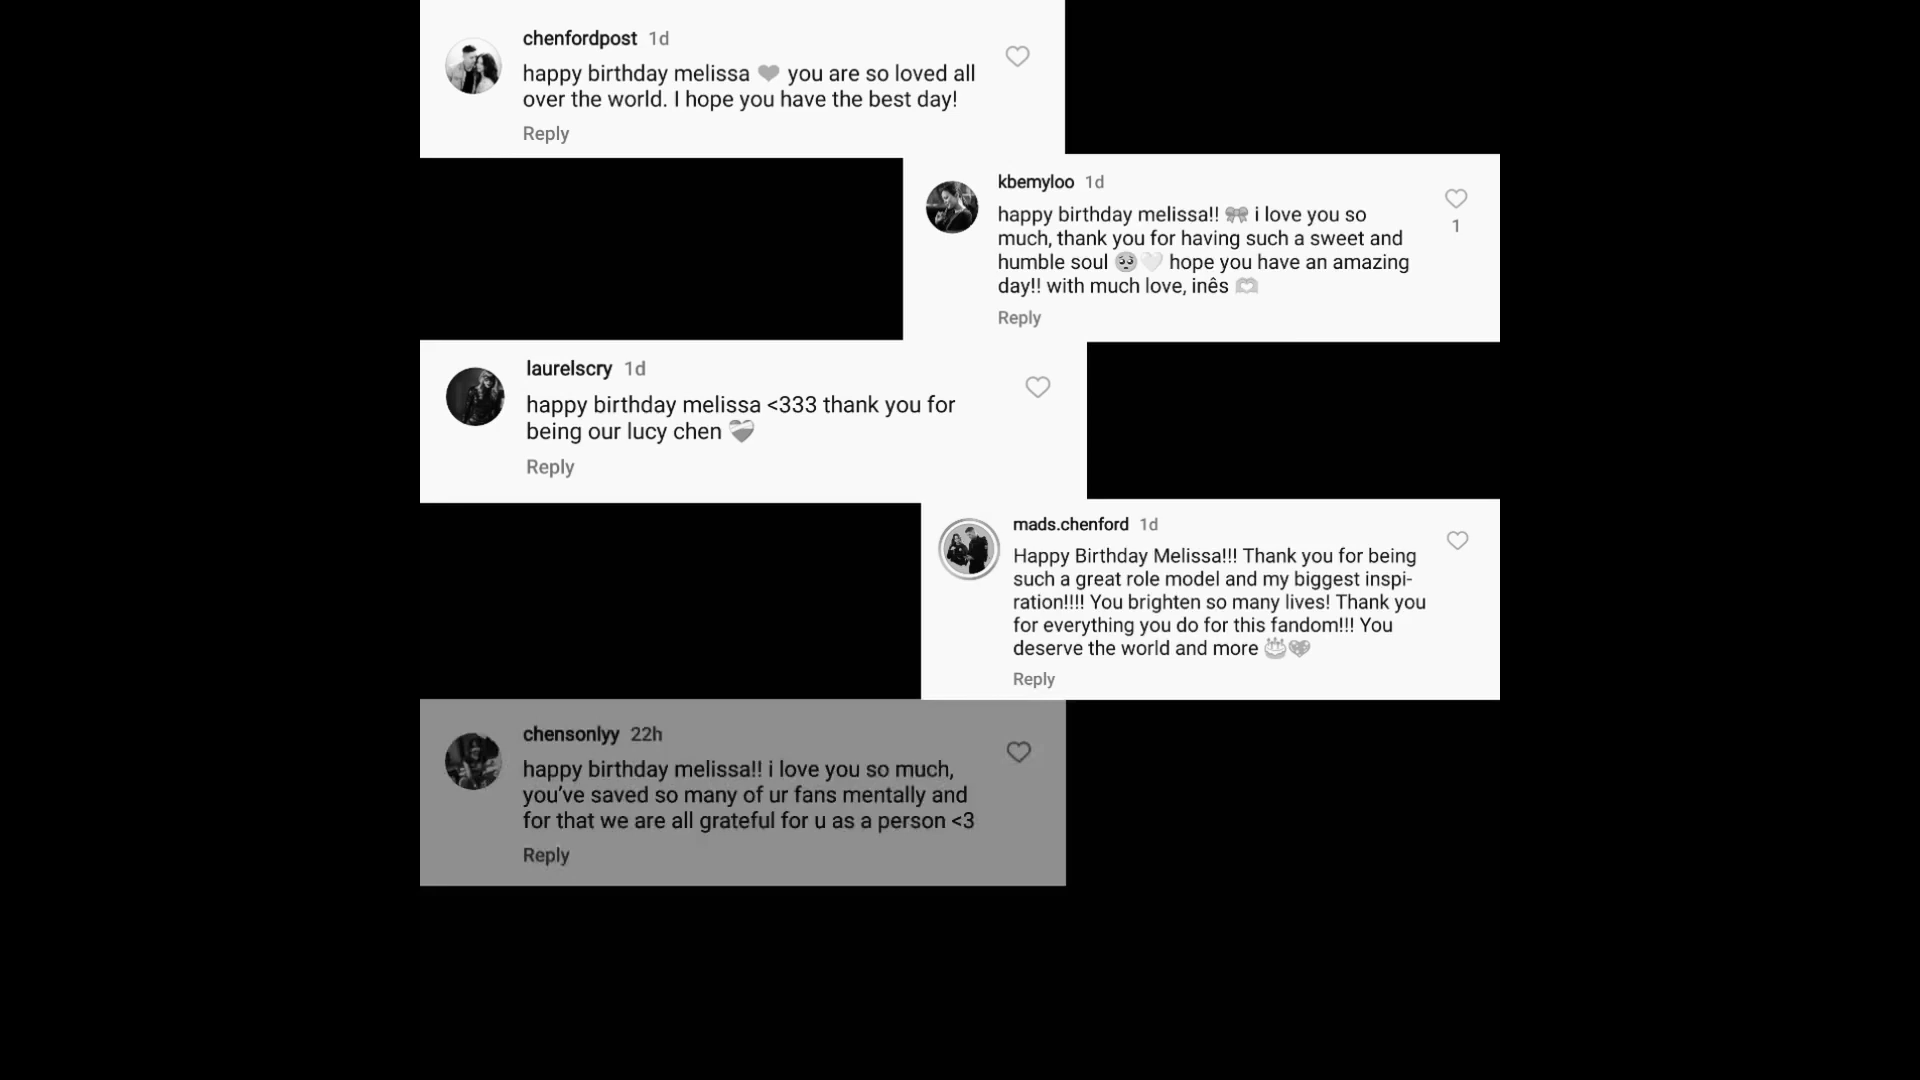 chenfordpost 1d
happy birthday melissa 🖤 you are so loved all
over the world. I hope you have the best day!
Reply
kbemyloo 1d
happy birthday melissa!! 🎀 i love you so
much, thank you for having such a sweet and
humble soul 🥺🤍 hope you have an amazing
day!! with much love, inês 🫶
1
Reply
laurelscry 1d
happy birthday melissa <333 thank you for
being our lucy chen ❤️‍🩹
Reply
mads.chenford 1d
Happy Birthday Melissa!!! Thank you for being
such a great role model and my biggest inspi-
ration!!!! You brighten so many lives! Thank you
for everything you do for this fandom!!! You
deserve the world and more 🎂💖
Reply
chensonlyy 22h
happy birthday melissa!! i love you so much,
you’ve saved so many of ur fans mentally and
for that we are all grateful for u as a person <3
Reply